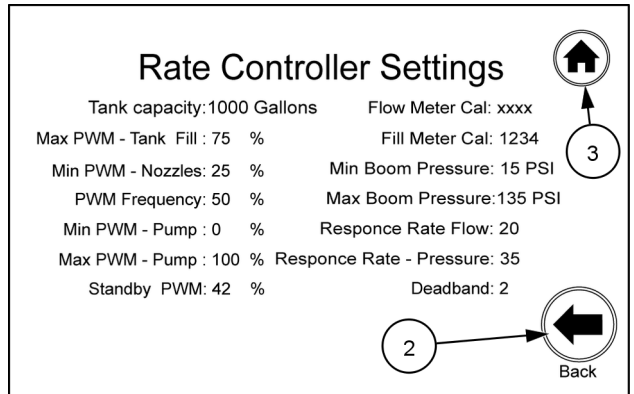 Rate Controller Settings
Tank capacity:1000 Gallons
Flow Meter Cal: xxxx
Max PWM - Tank Fill : 75 %
Fill Meter Cal: 1234
3
Min PWM - Nozzles: 25 %
Min Boom Pressure: 15 PSI
PWM Frequency: 50 %
Max Boom Pressure:135 PSI
Min PWM - Pump : 0 %
Responce Rate Flow: 20
Max PWM - Pump : 100 %
Responce Rate - Pressure: 35
Standby PWM: 42 %
Deadband: 2
2
Back